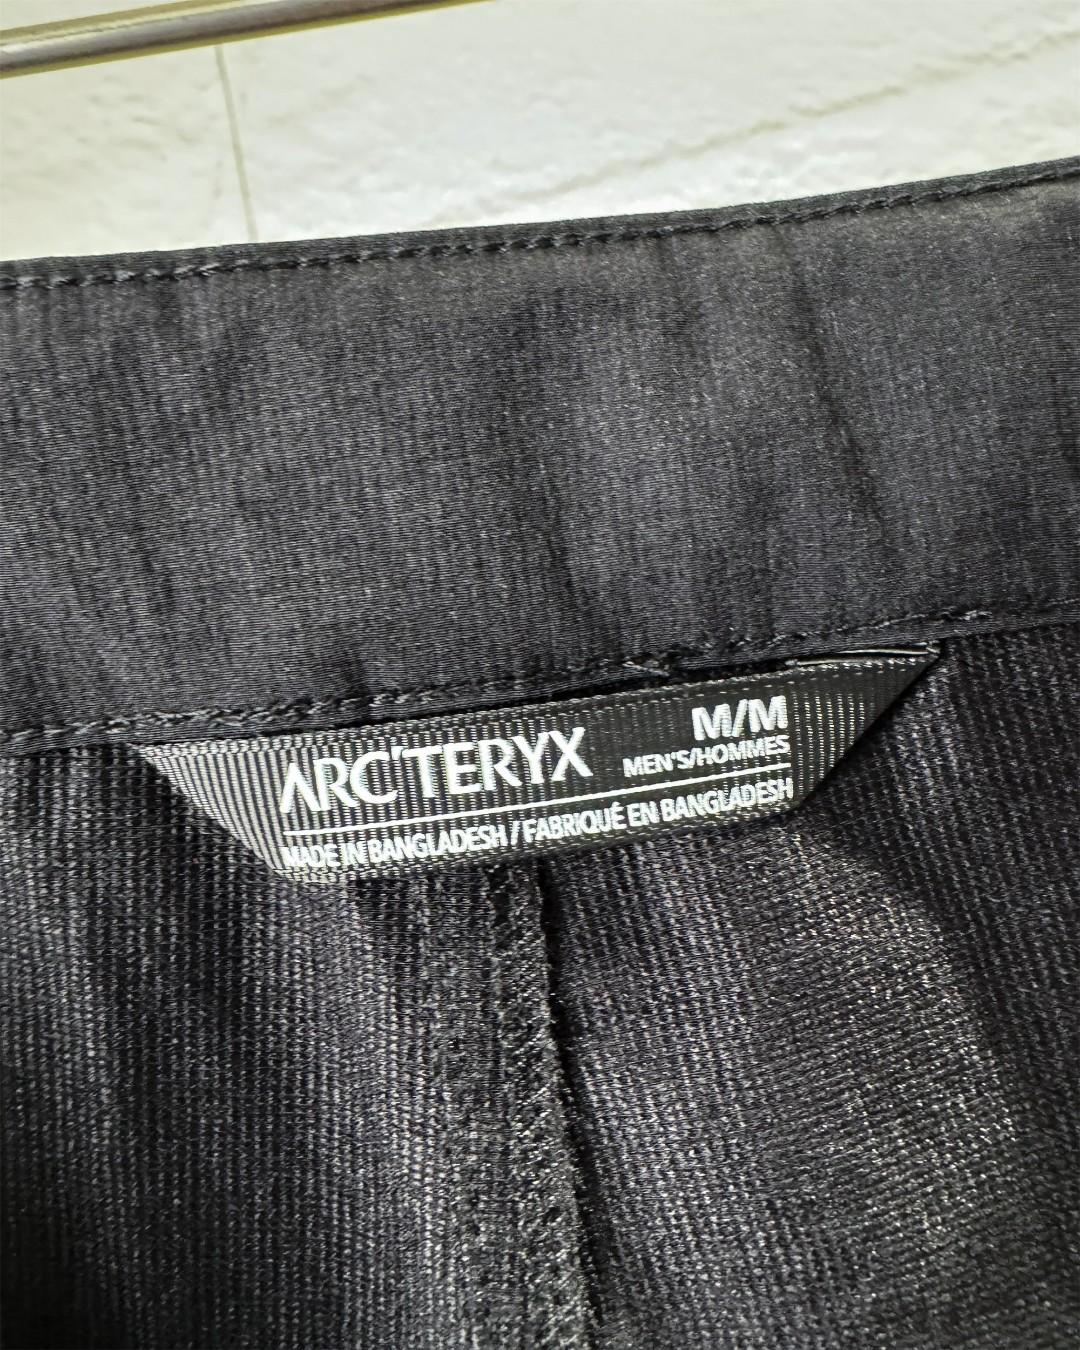 ARC'TERYX
M/M
MEN'S/HOMMES
MADE IN BANGLADESH / FABRIQUÉ EN BANGLADESH